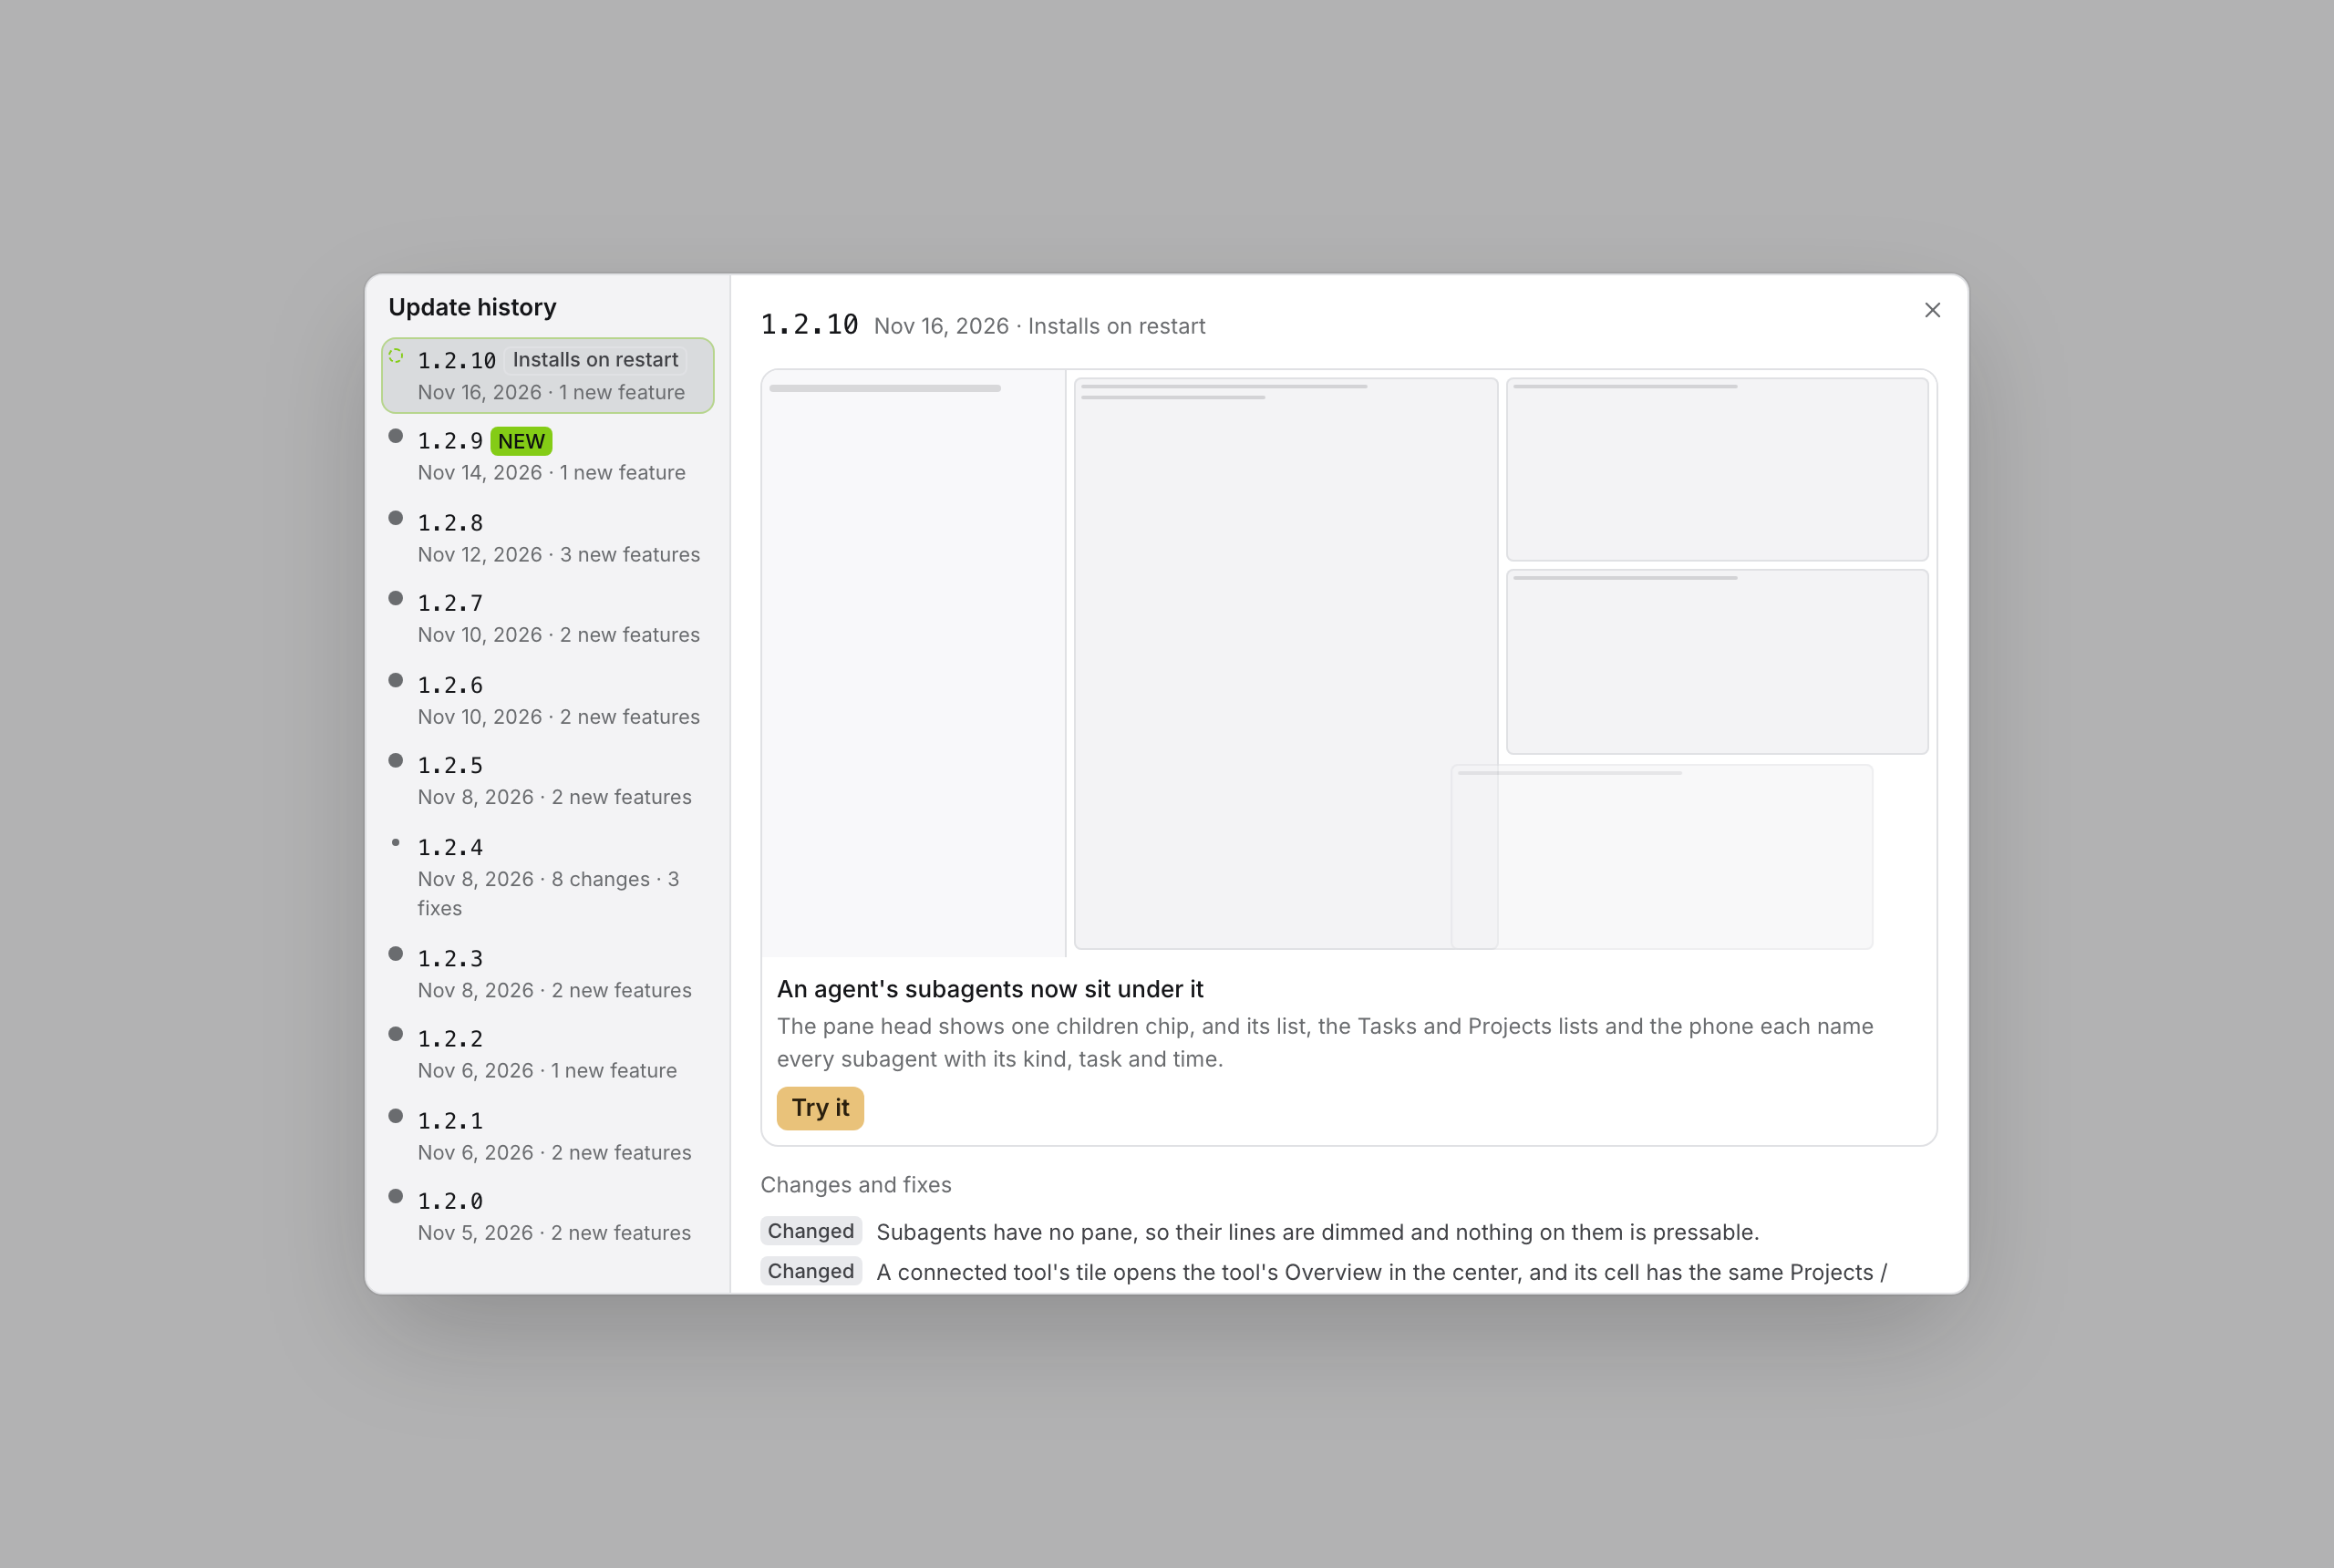 Update history
1.2.10 Installs on restart
Nov 16, 2026 · 1 new feature
1.2.9 NEW
Nov 14, 2026 · 1 new feature
1.2.8
Nov 12, 2026 · 3 new features
1.2.7
Nov 10, 2026 · 2 new features
1.2.6
Nov 10, 2026 · 2 new features
1.2.5
Nov 8, 2026 · 2 new features
1.2.4
Nov 8, 2026 · 8 changes · 3
fixes
1.2.3
Nov 8, 2026 · 2 new features
1.2.2
Nov 6, 2026 · 1 new feature
1.2.1
Nov 6, 2026 · 2 new features
1.2.0
Nov 5, 2026 · 2 new features
1.2.10 Nov 16, 2026 · Installs on restart
An agent's subagents now sit under it
The pane head shows one children chip, and its list, the Tasks and Projects lists and the phone each name
every subagent with its kind, task and time.
Try it
Changes and fixes
Changed Subagents have no pane, so their lines are dimmed and nothing on them is pressable.
Changed A connected tool's tile opens the tool's Overview in the center, and its cell has the same Projects /